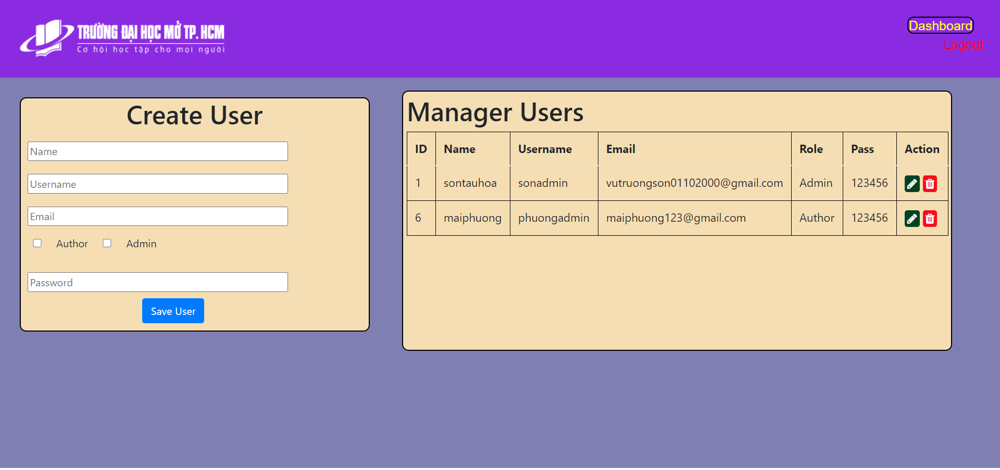 TRƯỜNG ĐẠI HỌC MỞ TP. HCM
Cơ hội học tập cho mọi người
Dashboard
Logout
Create User
Name
Username
Email
Author Admin
Password
Save User
Manager Users
ID Name Username Email Role Pass Action
1 sontauhoa sonadmin vutruongson01102000@gmail.com Admin 123456
6 maiphuong phuongadmin maiphuong123@gmail.com Author 123456